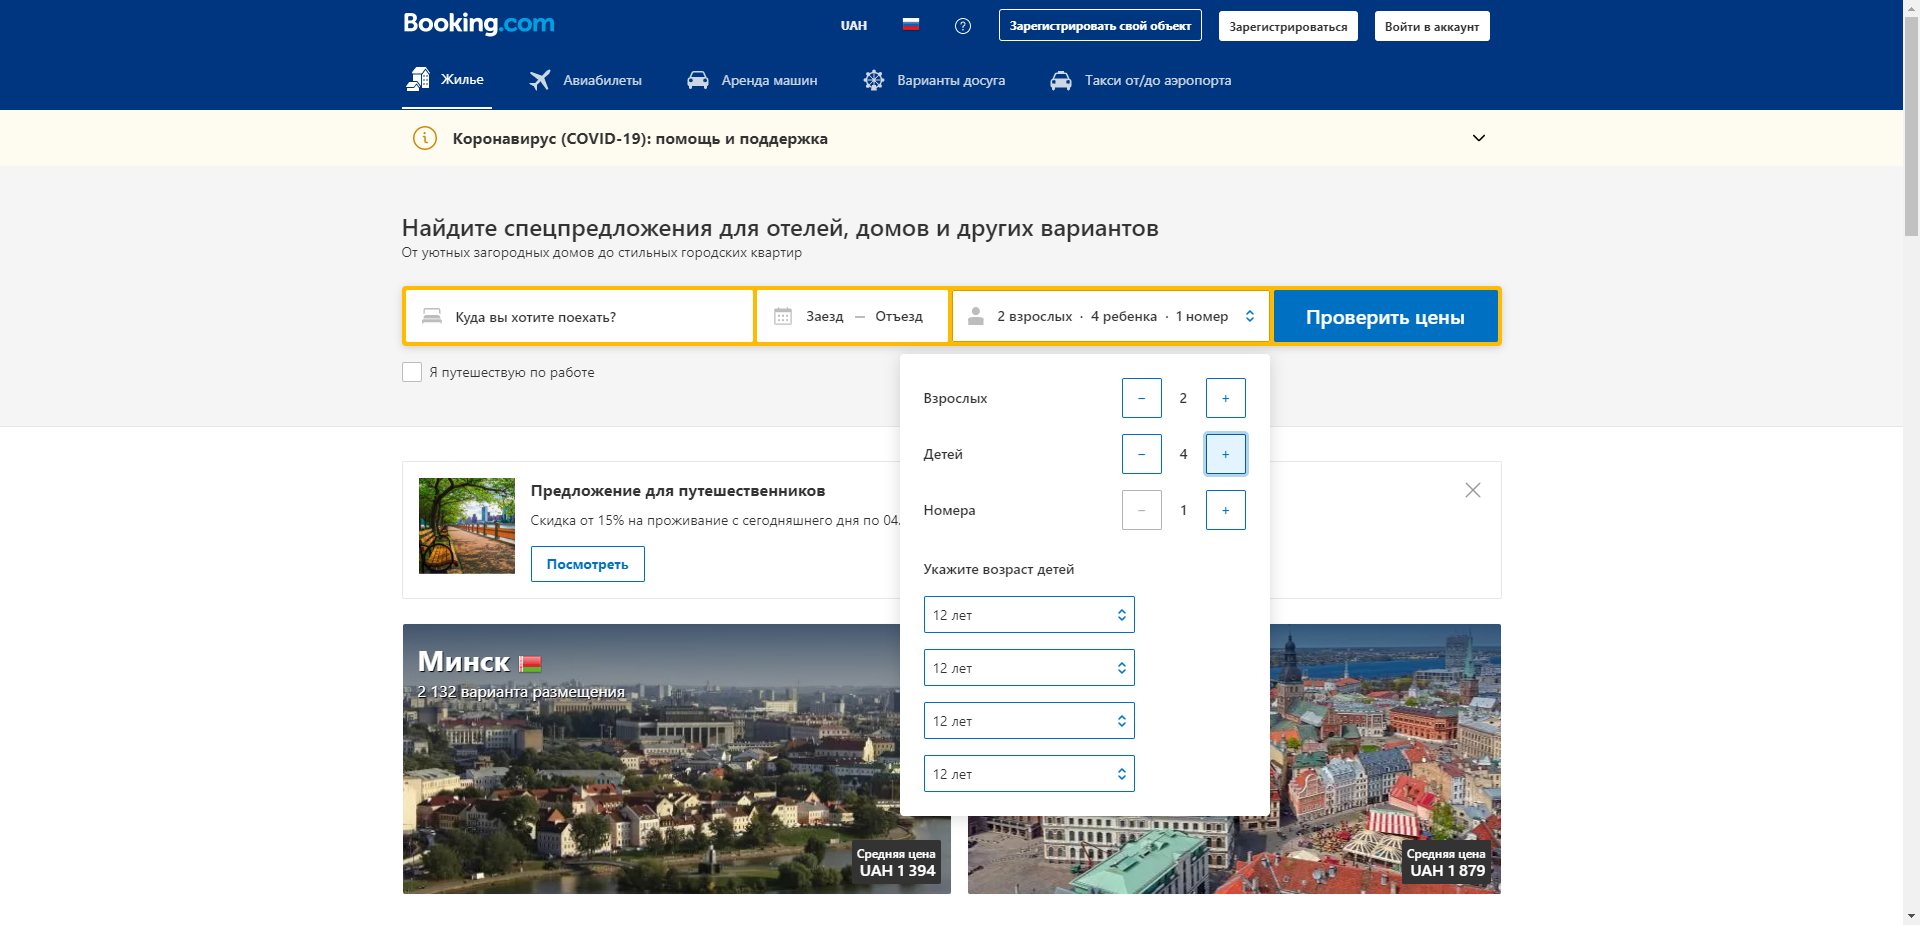 Booking.com
UAH
Зарегистрировать свой объект
Зарегистрироваться
Войти в аккаунт
Жилье
Авиабилеты
Аренда машин
Варианты досуга
Такси от/до аэропорта
Коронавирус (COVID-19): помощь и поддержка
Найдите спецпредложения для отелей, домов и других вариантов
От уютных загородных домов до стильных городских квартир
Куда вы хотите поехать?
Заезд — Отъезд
2 взрослых · 4 ребенка · 1 номер
Проверить цены
Я путешествую по работе
Взрослых
− 2 +
Детей
− 4 +
Номера
− 1 +
Укажите возраст детей
12 лет
12 лет
12 лет
12 лет
Предложение для путешественников
Скидка от 15% на проживание с сегодняшнего дня по 04.
Посмотреть
Минск
2 132 варианта размещения
Средняя цена
UAH 1 394
Средняя цена
UAH 1 879